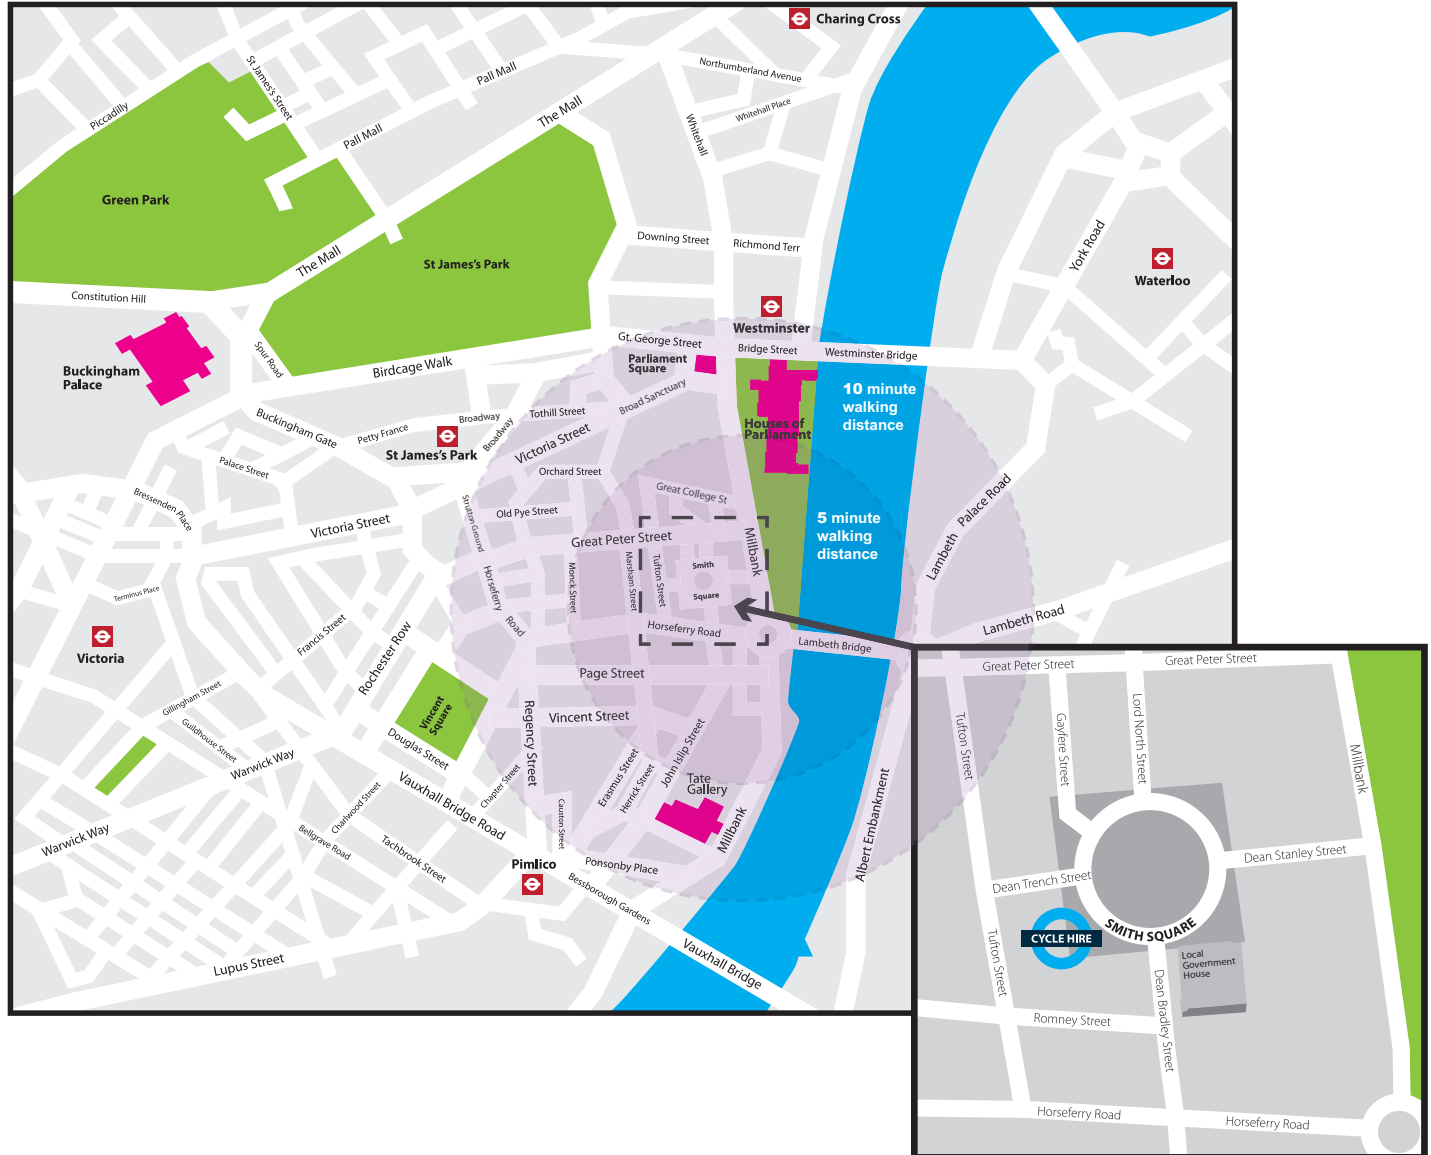 Charing Cross
Northumberland Avenue
Whitehall Place
Whitehall
St James's Street
Pall Mall
Pall Mall
The Mall
Piccadilly
Green Park
The Mall
St James's Park
Downing Street
Richmond Terr
York Road
Waterloo
Constitution Hill
Westminster
Gt. George Street
Bridge Street
Westminster Bridge
Parliament
Square
Buckingham
Palace
Spur Road
Birdcage Walk
10 minute
walking
distance
Houses of
Parliament
Broad Sanctuary
Tothill Street
Broadway
Broadway
Victoria Street
Petty France
Buckingham Gate
St James's Park
Palace Street
Orchard Street
Great College St
Bressenden Place
Victoria Street
Strutton Ground
Old Pye Street
Great Peter Street
Millbank
5 minute
walking
distance
Lambeth
Palace Road
Smith
Square
Tufton Street
Marsham Street
Monck Street
Horseferry
Road
Terminus Place
Francis Street
Rochester Row
Victoria
Horseferry Road
Lambeth Bridge
Lambeth Road
Page Street
Gillingham Street
Guildhouse Street
Vincent
Square
Vincent Street
Regency Street
Douglas Street
Warwick Way
Warwick Way
John Islip Street
Erasmus Street
Herrick Street
Tate
Gallery
Millbank
Albert Embankment
Chapter Street
Vauxhall Bridge Road
Charlwood Street
Bellgrave Road
Tachbrook Street
Causton Street
Pimlico
Ponsonby Place
Bessborough Gardens
Vauxhall Bridge
Lupus Street
Great Peter Street
Great Peter Street
Tufton Street
Gayfere Street
Lord North Street
Millbank
Dean Stanley Street
Dean Trench Street
SMITH SQUARE
CYCLE HIRE
Tufton Street
Local
Government
House
Dean Bradley Street
Romney Street
Horseferry Road
Horseferry Road